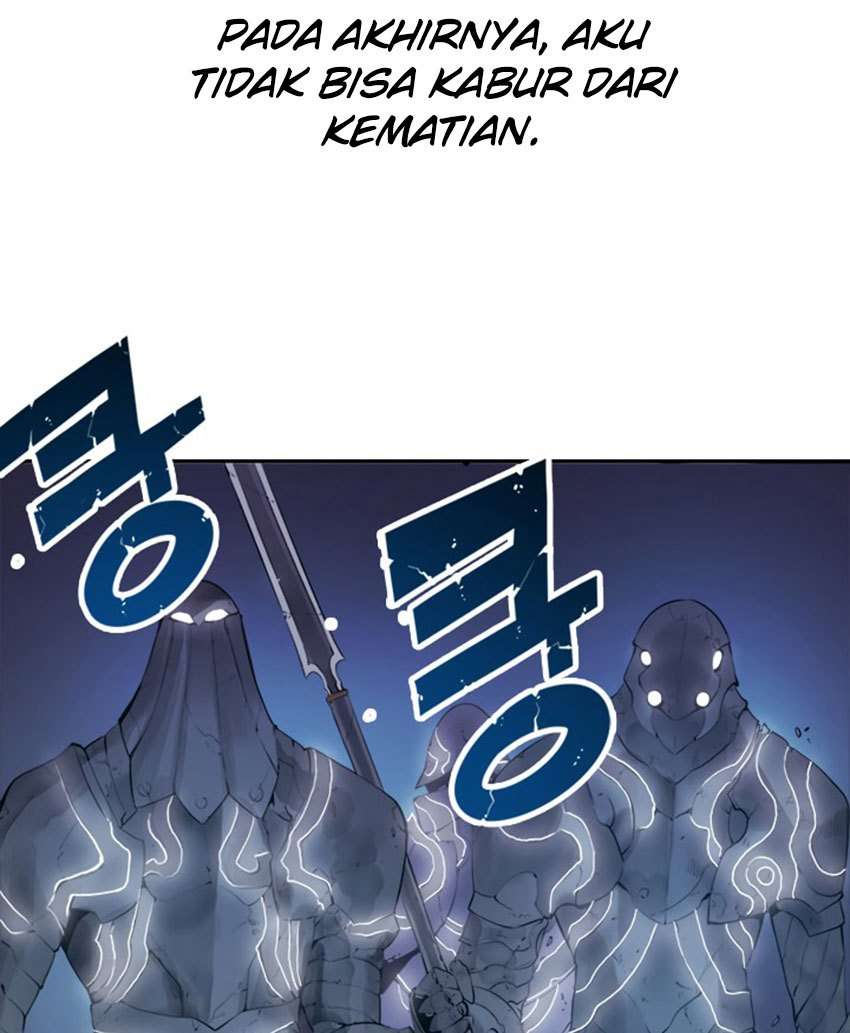 PADA AKHIRNYA, AKU
TIDAK BISA KABUR DARI
KEMATIAN.
쿵
쿵